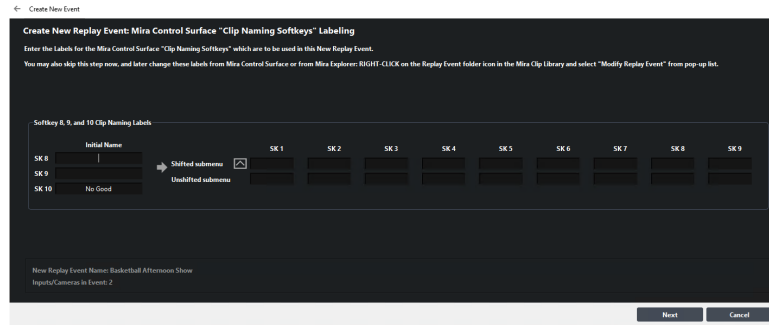 Create New Event
Create New Replay Event: Mira Control Surface "Clip Naming Softkeys" Labeling
Enter the Labels for the Mira Control Surface "Clip Naming Softkeys" which are to be used in this New Replay Event.
You may also skip this step now, and later change these labels from Mira Control Surface or from Mira Explorer: RIGHT-CLICK on the Replay Event folder icon in the Mira Clip Library and select "Modify Replay Event" from pop-up list.
Softkey 8, 9, and 10 Clip Naming Labels
Initial Name
SK 1 SK 2 SK 3 SK 4 SK 5 SK 6 SK 7 SK 8 SK 9
SK 8
Shifted submenu
SK 9
Unshifted submenu
SK 10 No Good
New Replay Event Name: Basketball Afternoon Show
Inputs/Cameras in Event: 2
Next Cancel